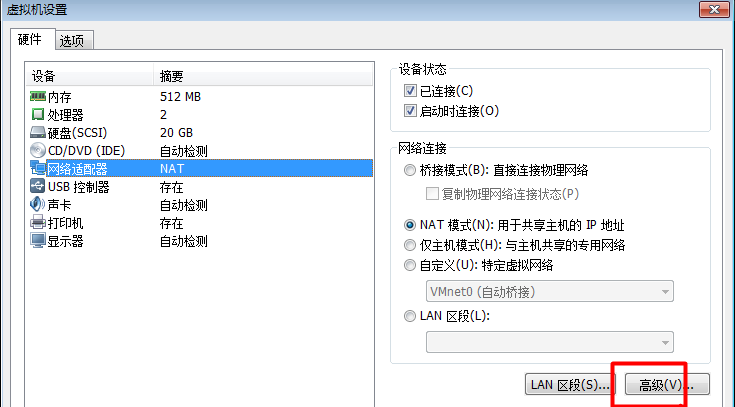 虚拟机设置
硬件 选项
设备 摘要
内存 512 MB
处理器 2
硬盘(SCSI) 20 GB
CD/DVD (IDE) 自动检测
网络适配器 NAT
USB 控制器 存在
声卡 自动检测
打印机 存在
显示器 自动检测
设备状态
已连接(C)
启动时连接(O)
网络连接
桥接模式(B): 直接连接物理网络
复制物理网络连接状态(P)
NAT 模式(N): 用于共享主机的 IP 地址
仅主机模式(H): 与主机共享的专用网络
自定义(U): 特定虚拟网络
VMnet0 (自动桥接)
LAN 区段(L):
LAN 区段(S)... 高级(V)...